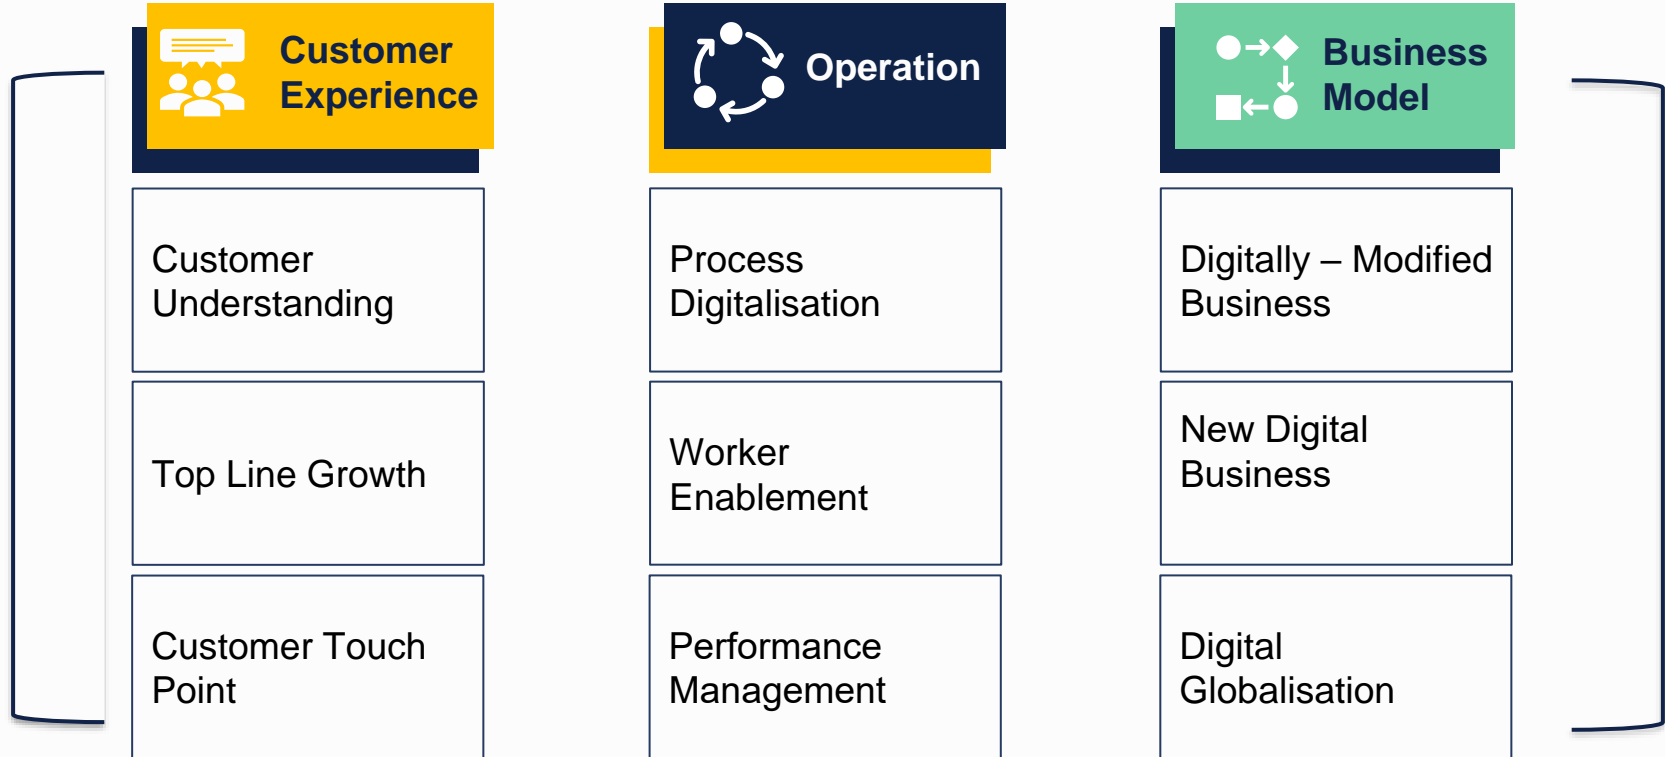 Customer
Experience
Operation
Business
Model
Customer
Understanding
Process
Digitalisation
Digitally – Modified
Business
Top Line Growth
Worker
Enablement
New Digital
Business
Customer Touch
Point
Performance
Management
Digital
Globalisation